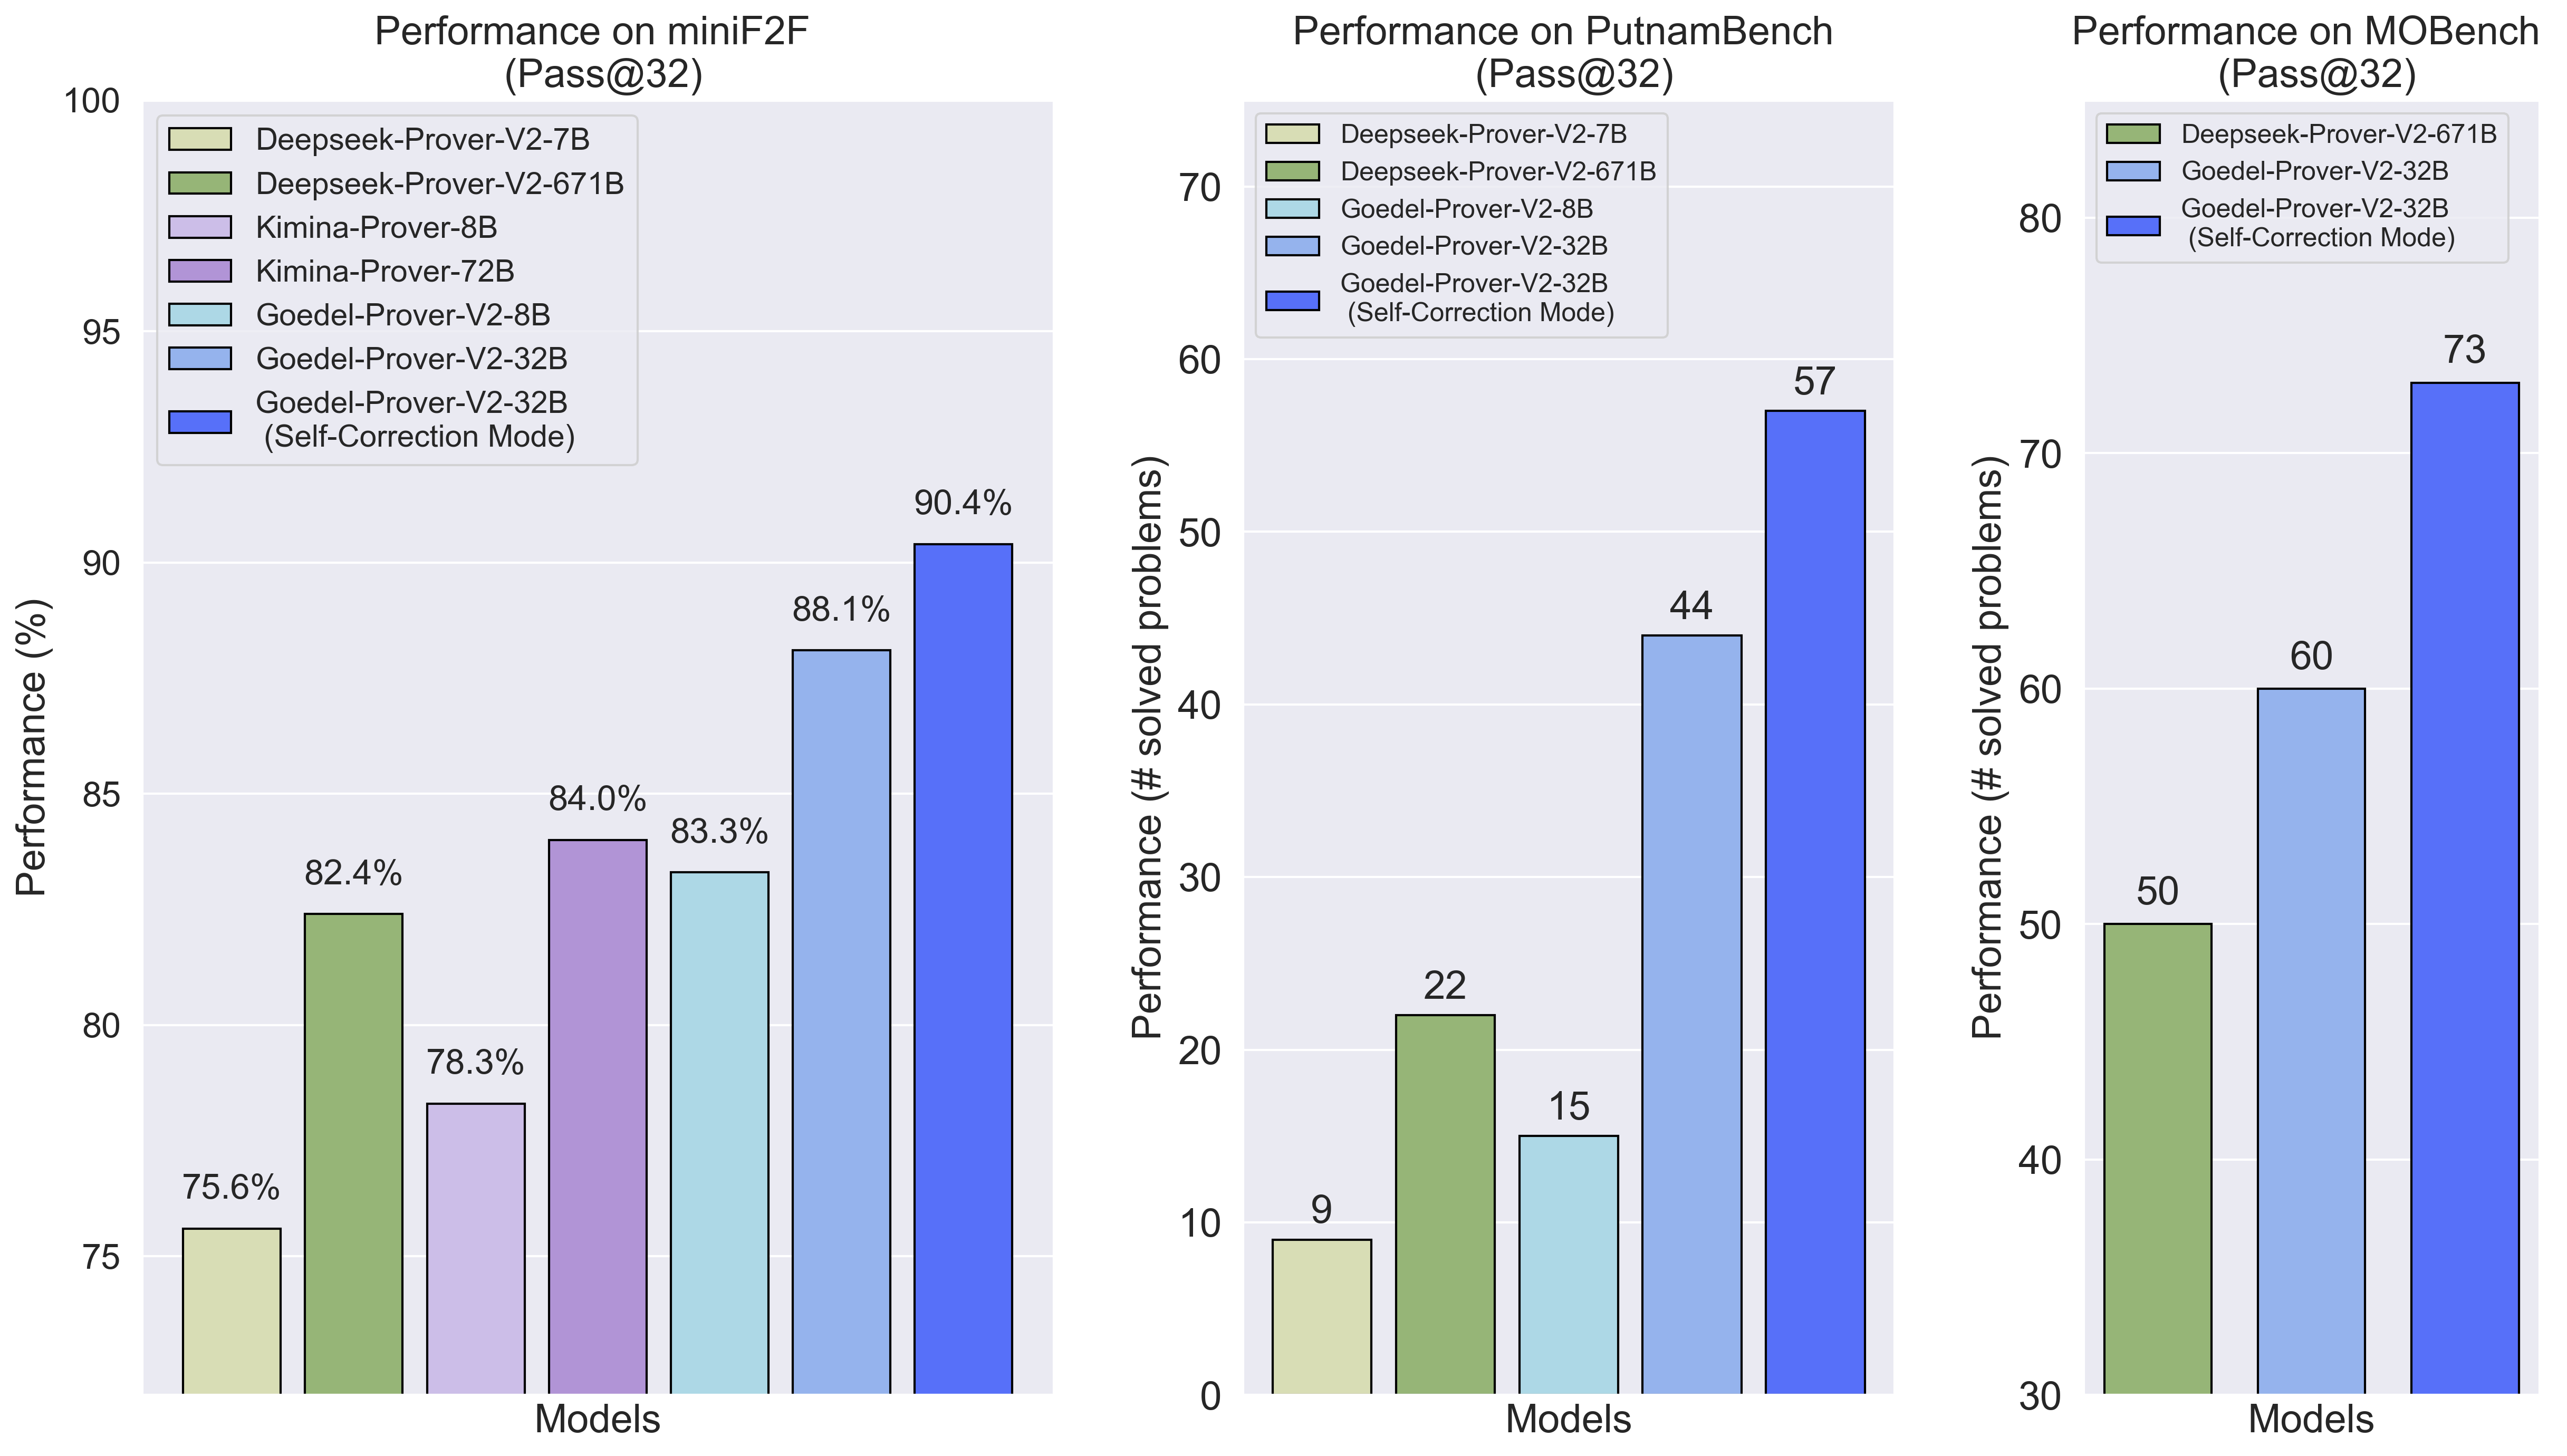 Performance on miniF2F
(Pass@32)
100
95
90
85
80
75
Performance (%)
Deepseek-Prover-V2-7B
Deepseek-Prover-V2-671B
Kimina-Prover-8B
Kimina-Prover-72B
Goedel-Prover-V2-8B
Goedel-Prover-V2-32B
Goedel-Prover-V2-32B
(Self-Correction Mode)
75.6%
82.4%
78.3%
84.0%
83.3%
88.1%
90.4%
Models
Performance on PutnamBench
(Pass@32)
70
60
50
40
30
20
10
0
Performance (# solved problems)
Deepseek-Prover-V2-7B
Deepseek-Prover-V2-671B
Goedel-Prover-V2-8B
Goedel-Prover-V2-32B
Goedel-Prover-V2-32B
(Self-Correction Mode)
9
22
15
44
57
Models
Performance on MOBench
(Pass@32)
80
70
60
50
40
30
Performance (# solved problems)
Deepseek-Prover-V2-671B
Goedel-Prover-V2-32B
Goedel-Prover-V2-32B
(Self-Correction Mode)
50
60
73
Models